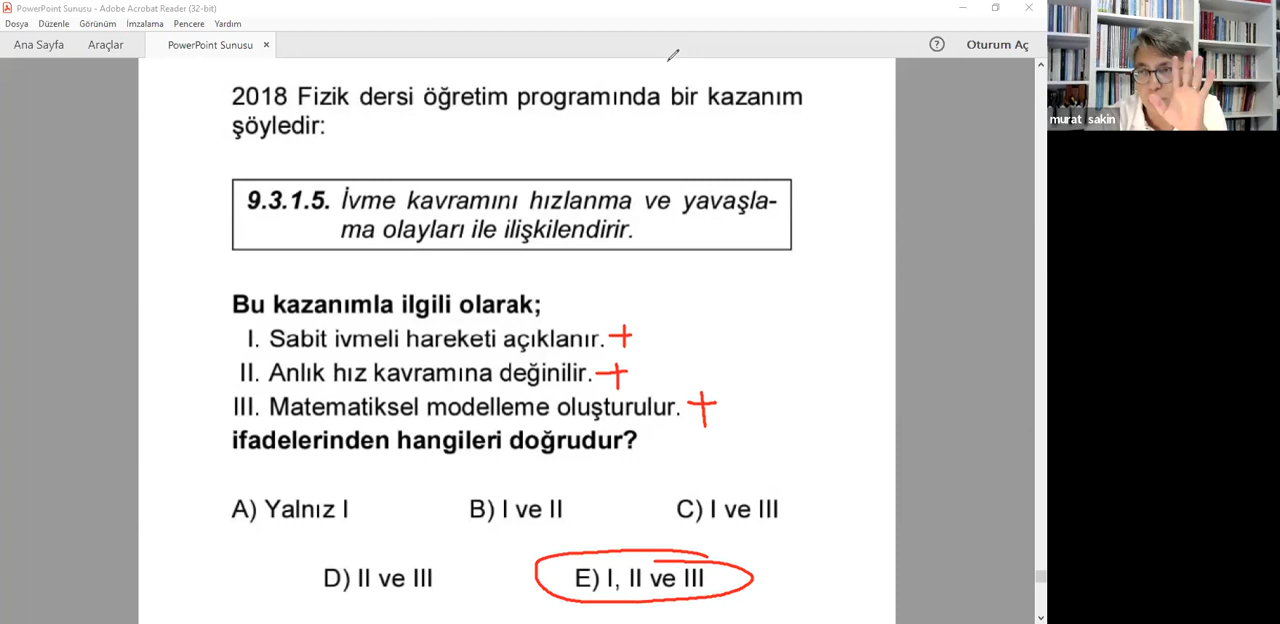 PowerPoint Sunusu - Adobe Acrobat Reader (32-bit)
Dosya Düzenle Görünüm İmzalama Pencere Yardım
Ana Sayfa Araçlar PowerPoint Sunusu × ? Oturum Aç
2018 Fizik dersi öğretim programında bir kazanım
şöyledir:
9.3.1.5. İvme kavramını hızlanma ve yavaşla-
ma olayları ile ilişkilendirir.
Bu kazanımla ilgili olarak;
I. Sabit ivmeli hareketi açıklanır. +
II. Anlık hız kavramına değinilir. +
III. Matematiksel modelleme oluşturulur. +
ifadelerinden hangileri doğrudur?
A) Yalnız I B) I ve II C) I ve III
D) II ve III E) I, II ve III
murat sakin